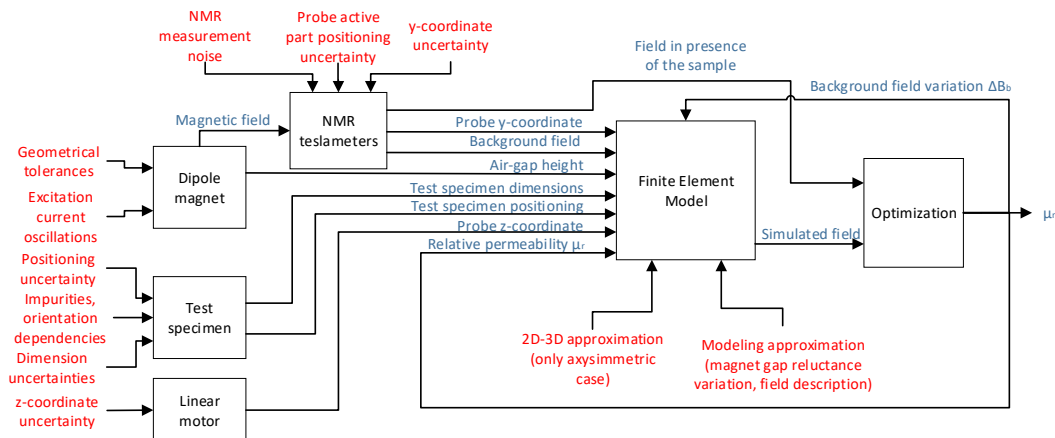 NMR
measurement
noise
Probe active
part positioning
uncertainty
y-coordinate
uncertainty
Field in presence
of the sample
Background field variation ΔBb
Magnetic field
NMR
teslameters
Probe y-coordinate
Background field
Air-gap height
Test specimen dimensions
Test specimen positioning
Probe z-coordinate
Relative permeability μr
Geometrical
tolerances
Excitation
current
oscillations
Dipole
magnet
Finite Element
Model
Simulated field
Optimization
μr
Positioning
uncertainty
Impurities,
orientation
dependencies
Dimension
uncertainties
Test
specimen
z-coordinate
uncertainty
Linear
motor
2D-3D approximation
(only axysimmetric
case)
Modeling approximation
(magnet gap reluctance
variation, field description)